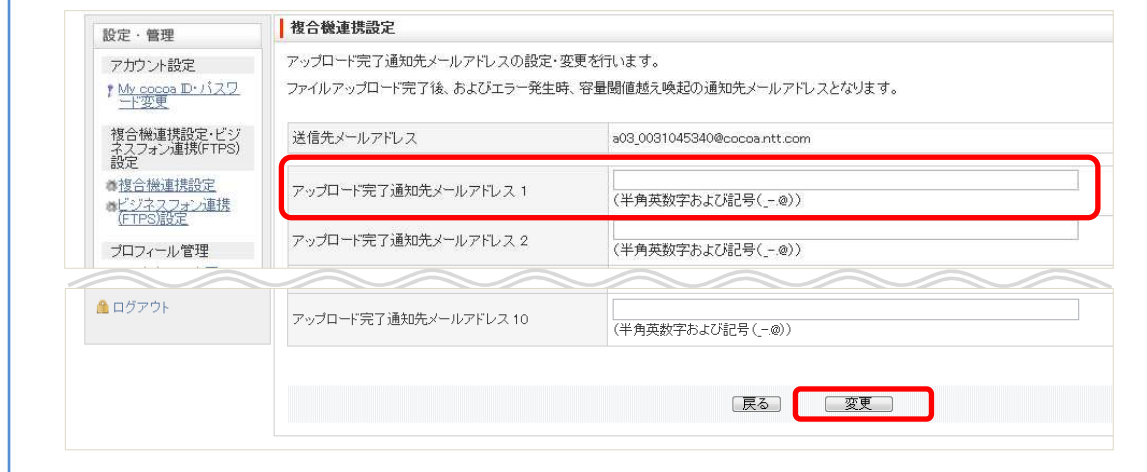 設定・管理
アカウント設定
My cocoa ID・パスワ
ード変更
複合機連携設定・ビジ
ネスフォン連携(FTPS)
設定
複合機連携設定
ビジネスフォン連携
(FTPS)設定
プロフィール管理
ログアウト
複合機連携設定
アップロード完了通知先メールアドレスの設定・変更を行います。
ファイルアップロード完了後、およびエラー発生時、容量閾値越え喚起の通知先メールアドレスとなります。
送信先メールアドレス a03_0031045340@cocoa.ntt.com
アップロード完了通知先メールアドレス 1
(半角英数字および記号(_-.@))
アップロード完了通知先メールアドレス 2
(半角英数字および記号(_-.@))
アップロード完了通知先メールアドレス 10
(半角英数字および記号(_-.@))
戻る 変更